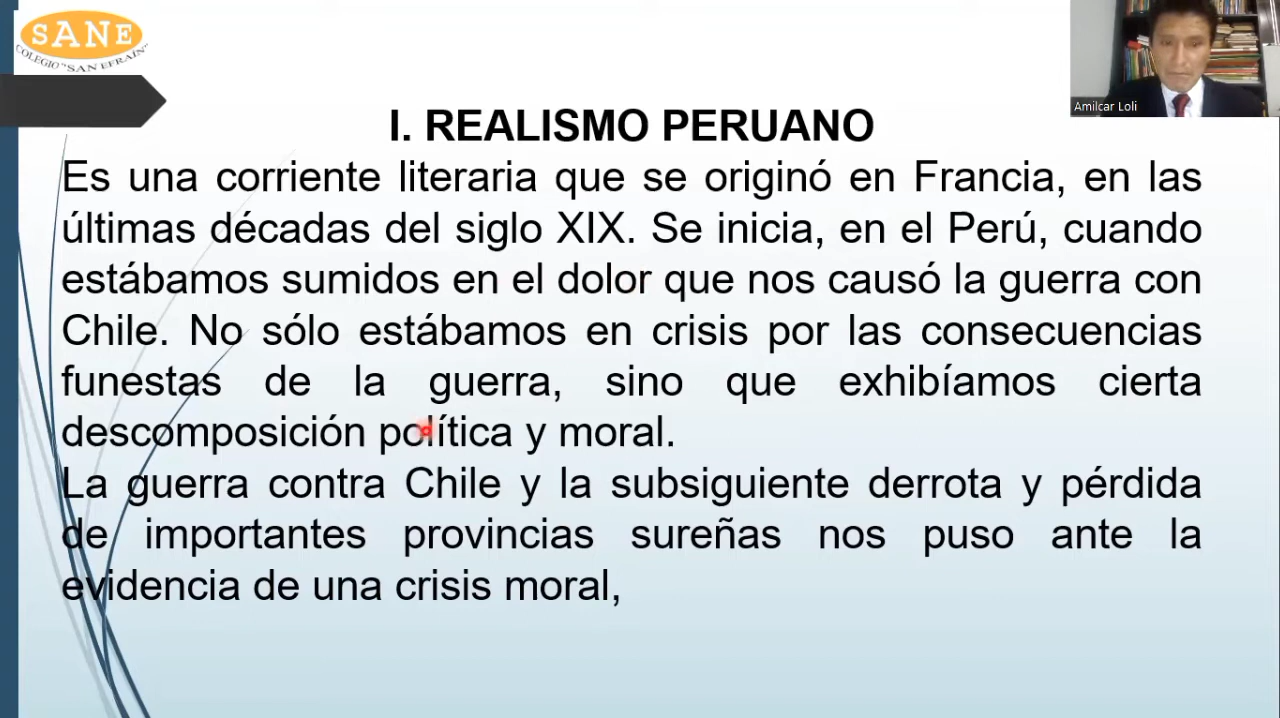 SANE
COLEGIO "SAN EFRAÍN"
Amilcar Loli
I. REALISMO PERUANO
Es una corriente literaria que se originó en Francia, en las
últimas décadas del siglo XIX. Se inicia, en el Perú, cuando
estábamos sumidos en el dolor que nos causó la guerra con
Chile. No sólo estábamos en crisis por las consecuencias
funestas de la guerra, sino que exhibíamos cierta
descomposición política y moral.
La guerra contra Chile y la subsiguiente derrota y pérdida
de importantes provincias sureñas nos puso ante la
evidencia de una crisis moral,